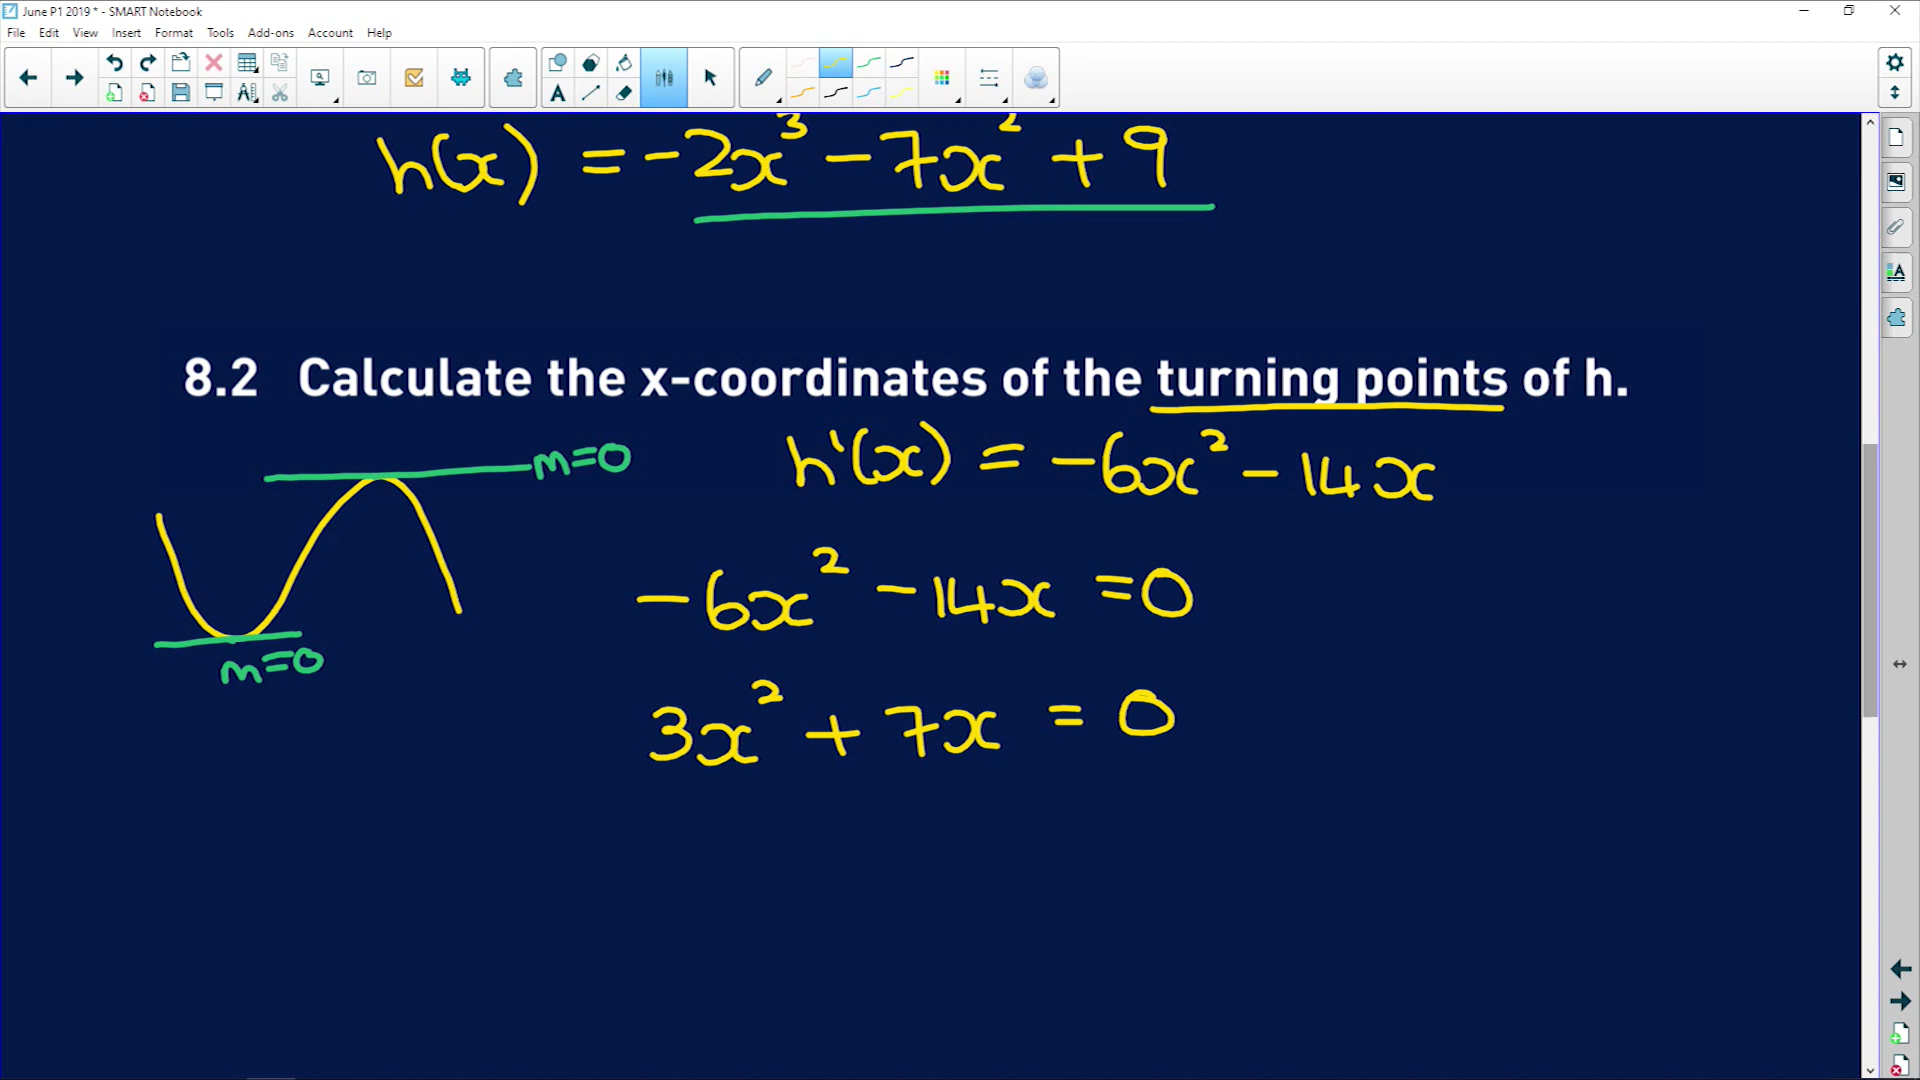 June P1 2019 * - SMART Notebook
File Edit View Insert Format Tools Add-ons Account Help
h(x) = -2x³ - 7x² + 9
8.2 Calculate the x-coordinates of the turning points of h.
m=0
h'(x) = -6x² - 14x
-6x² - 14x = 0
m=0
3x² + 7x = 0